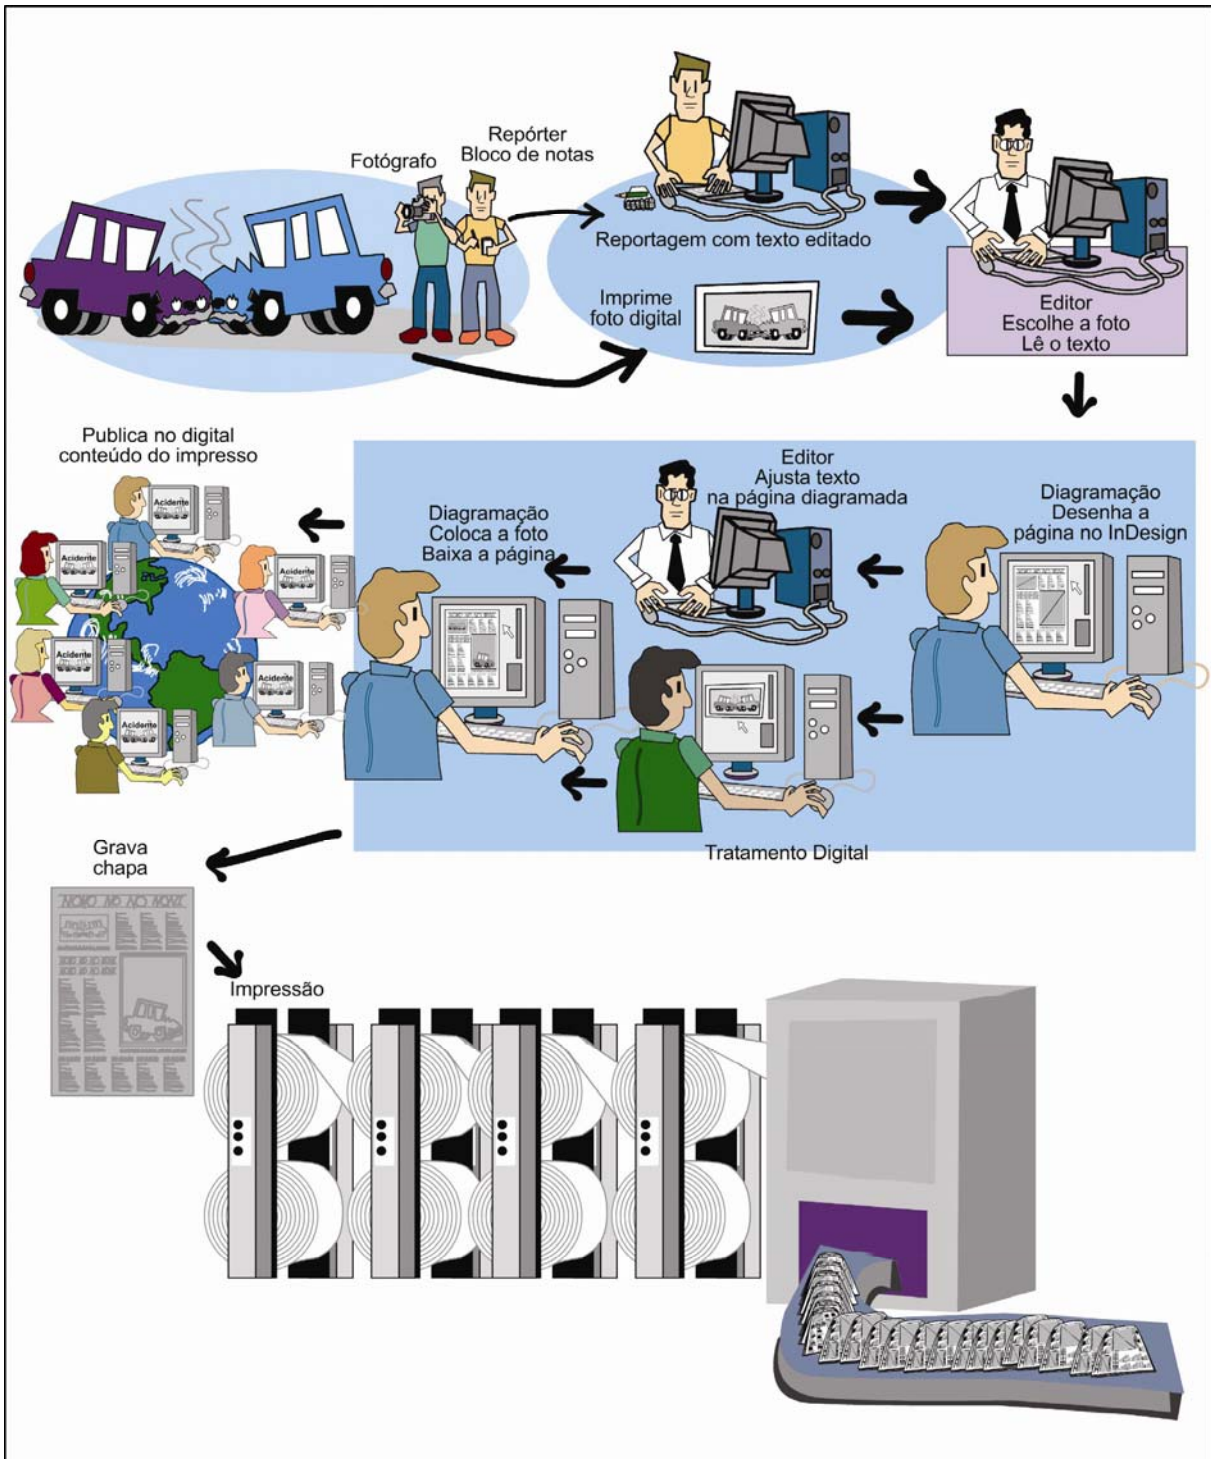 Fotógrafo
Repórter
Bloco de notas
Reportagem com texto editado
Imprime
foto digital
Editor
Escolhe a foto
Lê o texto
Publica no digital
conteúdo do impresso
Acidente
Acidente
Acidente
Acidente
Acidente
Acidente
Diagramação
Coloca a foto
Baixa a página
Editor
Ajusta texto
na página diagramada
Diagramação
Desenha a
página no InDesign
Tratamento Digital
Grava
chapa
Impressão